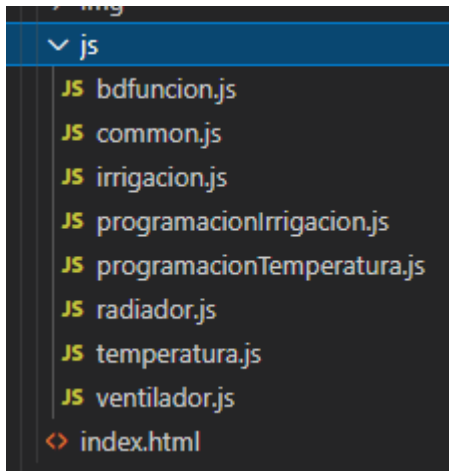 img
js
JS bdfuncion.js
JS common.js
JS irrigacion.js
JS programacionIrrigacion.js
JS programacionTemperatura.js
JS radiador.js
JS temperatura.js
JS ventilador.js
<> index.html